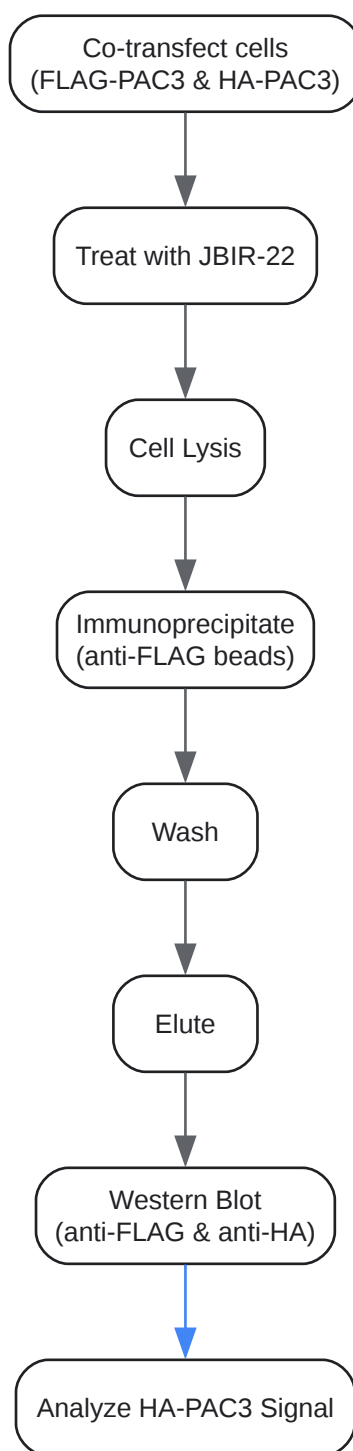 Co-transfect cells
(FLAG-PAC3 & HA-PAC3)
Treat with JBIR-22
Cell Lysis
Immunoprecipitate
(anti-FLAG beads)
Wash
Elute
Western Blot
(anti-FLAG & anti-HA)
Analyze HA-PAC3 Signal